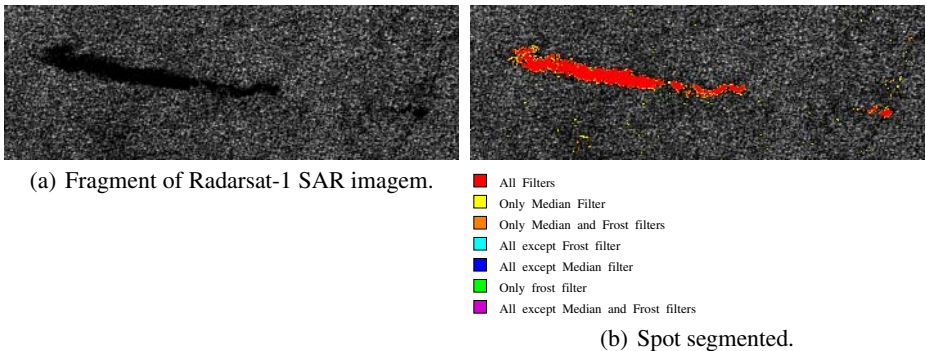 (a) Fragment of Radarsat-1 SAR imagem.
All Filters
Only Median Filter
Only Median and Frost filters
All except Frost filter
All except Median filter
Only frost filter
All except Median and Frost filters
(b) Spot segmented.